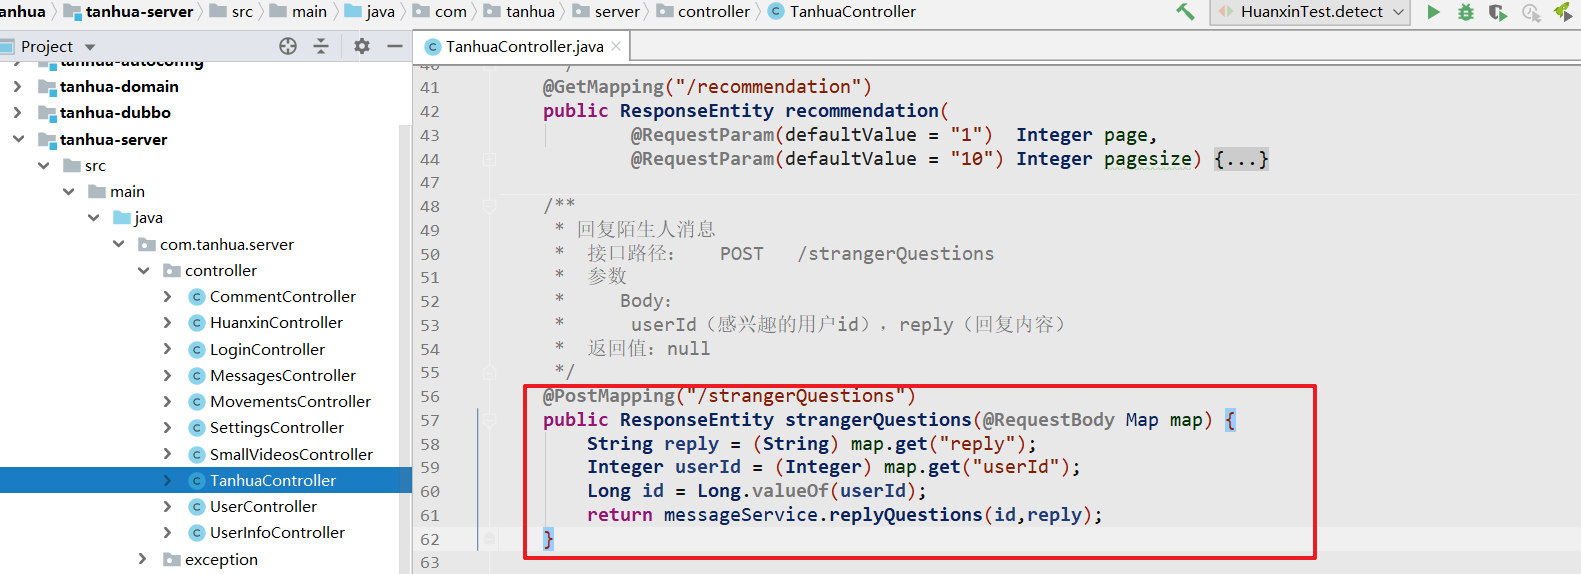 anhua tanhua-server src main java com tanhua server controller TanhuaController
HuanxinTest.detect
Project
TanhuaController.java
tanhua-autoconfig
tanhua-domain
tanhua-dubbo
tanhua-server
src
main
java
com.tanhua.server
controller
CommentController
HuanxinController
LoginController
MessagesController
MovementsController
SettingsController
SmallVideosController
TanhuaController
UserController
UserInfoController
exception
40 */
41 @GetMapping("/recommendation")
42 public ResponseEntity recommendation(
43 @RequestParam(defaultValue = "1") Integer page,
44 @RequestParam(defaultValue = "10") Integer pagesize) {...}
47
48 /**
49 * 回复陌生人消息
50 * 接口路径： POST /strangerQuestions
51 * 参数
52 * Body：
53 * userId（感兴趣的用户id），reply（回复内容）
54 * 返回值：null
55 */
56 @PostMapping("/strangerQuestions")
57 public ResponseEntity strangerQuestions(@RequestBody Map map) {
58 String reply = (String) map.get("reply");
59 Integer userId = (Integer) map.get("userId");
60 Long id = Long.valueOf(userId);
61 return messageService.replyQuestions(id,reply);
62 }
63